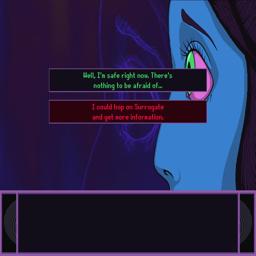 Well, I'm safe right now. There's
nothing to be afraid of...
I could hop on Surrogate
and get more information.